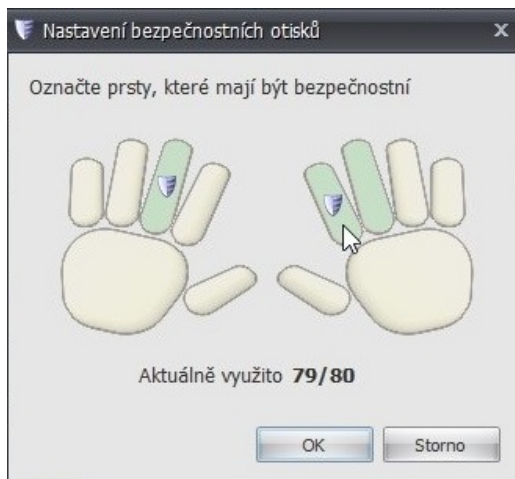 Nastavení bezpečnostních otisků
Označte prsty, které mají být bezpečnostní
Aktuálně využito 79/80
OK
Storno